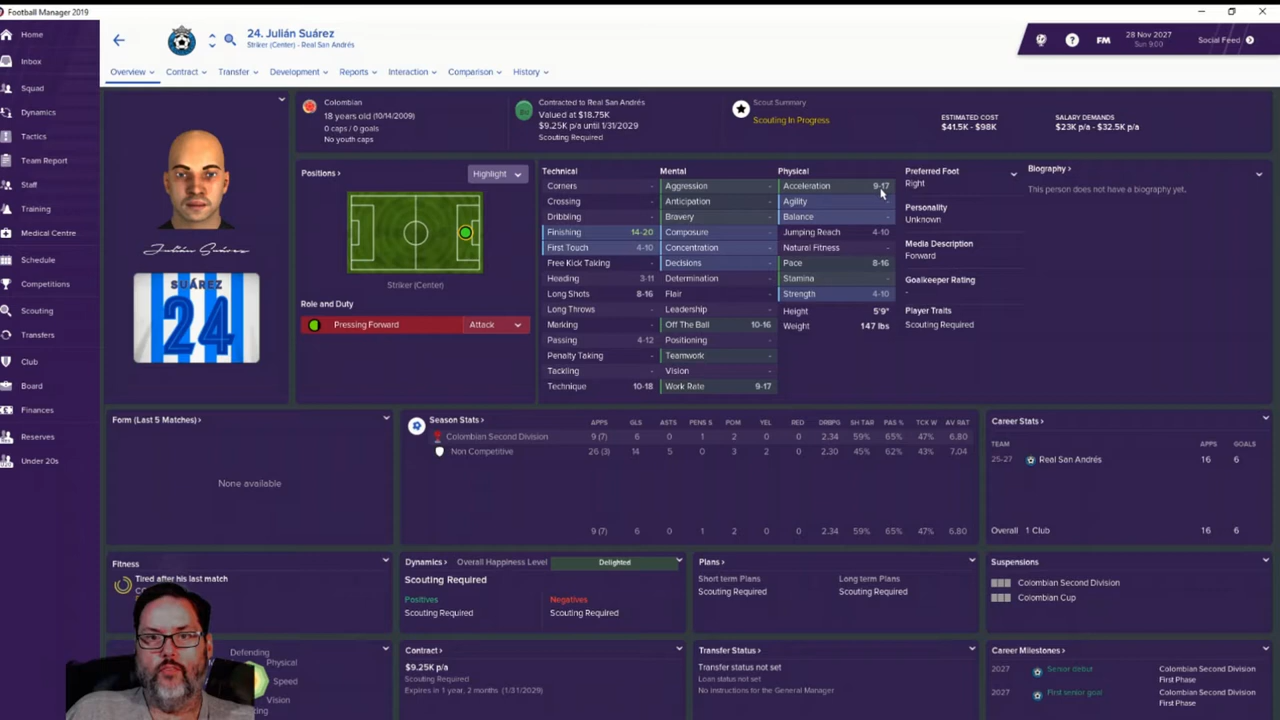 Football Manager 2019
Home
Inbox
Squad
Dynamics
Tactics
Team Report
Staff
Training
Medical Centre
Schedule
Competitions
Scouting
Transfers
Club
Board
Finances
Reserves
Under 20s
24. Julián Suárez
Striker (Center) - Real San Andrés
FM
28 Nov 2027
Sun 9:00
Social Feed
Overview
Contract
Transfer
Development
Reports
Interaction
Comparison
History
Colombian
18 years old (10/14/2009)
0 caps / 0 goals
No youth caps
Contracted to Real San Andrés
Valued at $18.75K
$9.25K p/a until 1/31/2029
Scouting Required
Scout Summary
Scouting In Progress
ESTIMATED COST
$41.5K - $98K
SALARY DEMANDS
$23K p/a - $32.5K p/a
Julián Suárez
SUÁREZ
24
Positions
Highlight
Striker (Center)
Role and Duty
Pressing Forward Attack
Technical
Corners -
Crossing -
Dribbling -
Finishing 14-20
First Touch 4-10
Free Kick Taking -
Heading 3-11
Long Shots 8-16
Long Throws -
Marking -
Passing 4-12
Penalty Taking -
Tackling -
Technique 10-18
Mental
Aggression -
Anticipation -
Bravery -
Composure -
Concentration -
Decisions -
Determination -
Flair -
Leadership -
Off The Ball 10-16
Positioning -
Teamwork -
Vision -
Work Rate 9-17
Physical
Acceleration 9-17
Agility
Balance -
Jumping Reach 4-10
Natural Fitness -
Pace 8-16
Stamina -
Strength 4-10
Height 5'9"
Weight 147 lbs
Preferred Foot
Right
Personality
Unknown
Media Description
Forward
Goalkeeper Rating
-
Player Traits
Scouting Required
Biography
This person does not have a biography yet.
Form (Last 5 Matches)
None available
Season Stats APPS GLS ASTS PENS S POM YEL RED DRBPG SH TAR PAS % TCK W AV RAT
Colombian Second Division 9 (7) 6 0 1 2 0 0 2.34 59% 65% 47% 6.80
Non Competitive 26 (3) 14 5 0 3 2 0 2.30 45% 62% 43% 7.04
9 (7) 6 0 1 2 0 0 2.34 59% 65% 47% 6.80
Career Stats
TEAM APPS GOALS
25-27 Real San Andrés 16 6
Overall 1 Club 16 6
Fitness
Tired after his last match
Dynamics Overall Happiness Level Delighted
Scouting Required
Positives
Scouting Required
Negatives
Scouting Required
Plans
Short term Plans
Scouting Required
Long term Plans
Scouting Required
Suspensions
Colombian Second Division
Colombian Cup
Defending
Physical
Speed
Vision
Contract
$9.25K p/a
Scouting Required
Expires in 1 year, 2 months (1/31/2029)
Transfer Status
Transfer status not set
Loan status not set
No instructions for the General Manager
Career Milestones
2027 Senior debut Colombian Second Division
First Phase
2027 First senior goal Colombian Second Division
First Phase